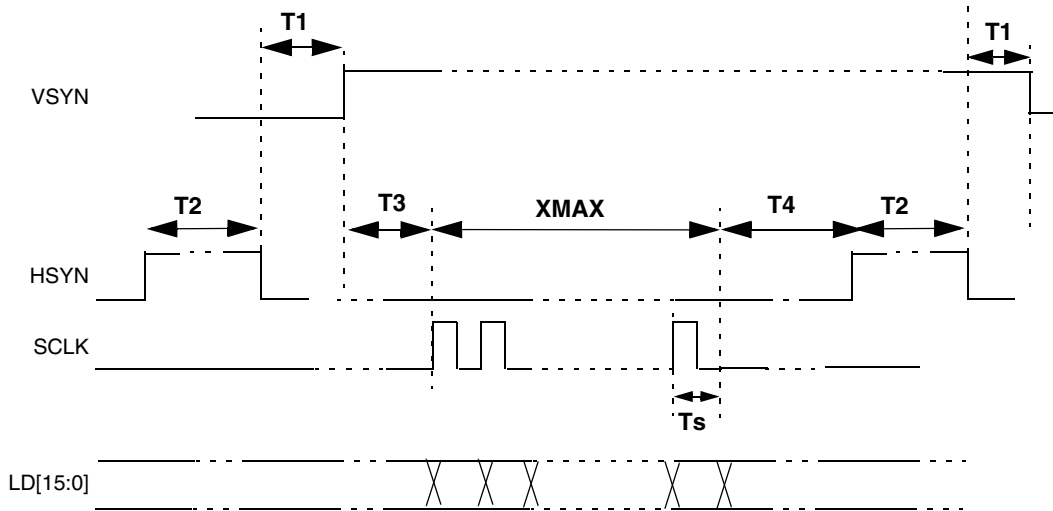 T1
T1
VSYN
T2
T3
XMAX
T4
T2
HSYN
SCLK
Ts
LD[15:0]